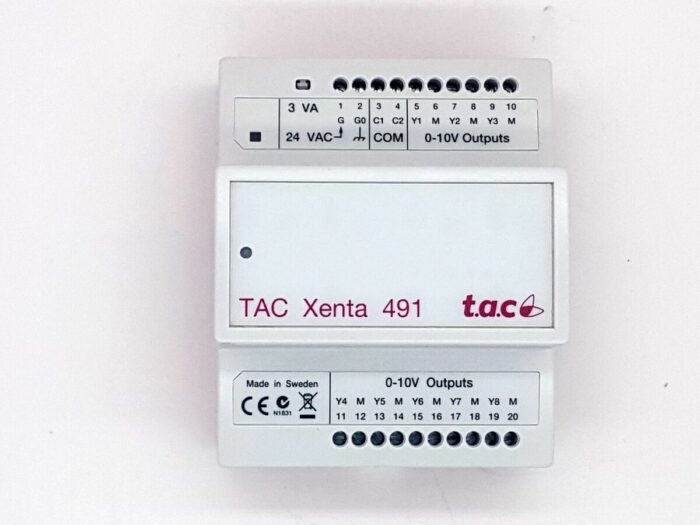 3 VA 1 2 3 4 5 6 7 8 9 10
G G0 C1 C2 Y1 M Y2 M Y3 M
24 VAC COM 0-10V Outputs
TAC Xenta 491 t.a.c
Made in Sweden 0-10V Outputs
CE Y4 M Y5 M Y6 M Y7 M Y8 M
N1831 11 12 13 14 15 16 17 18 19 20